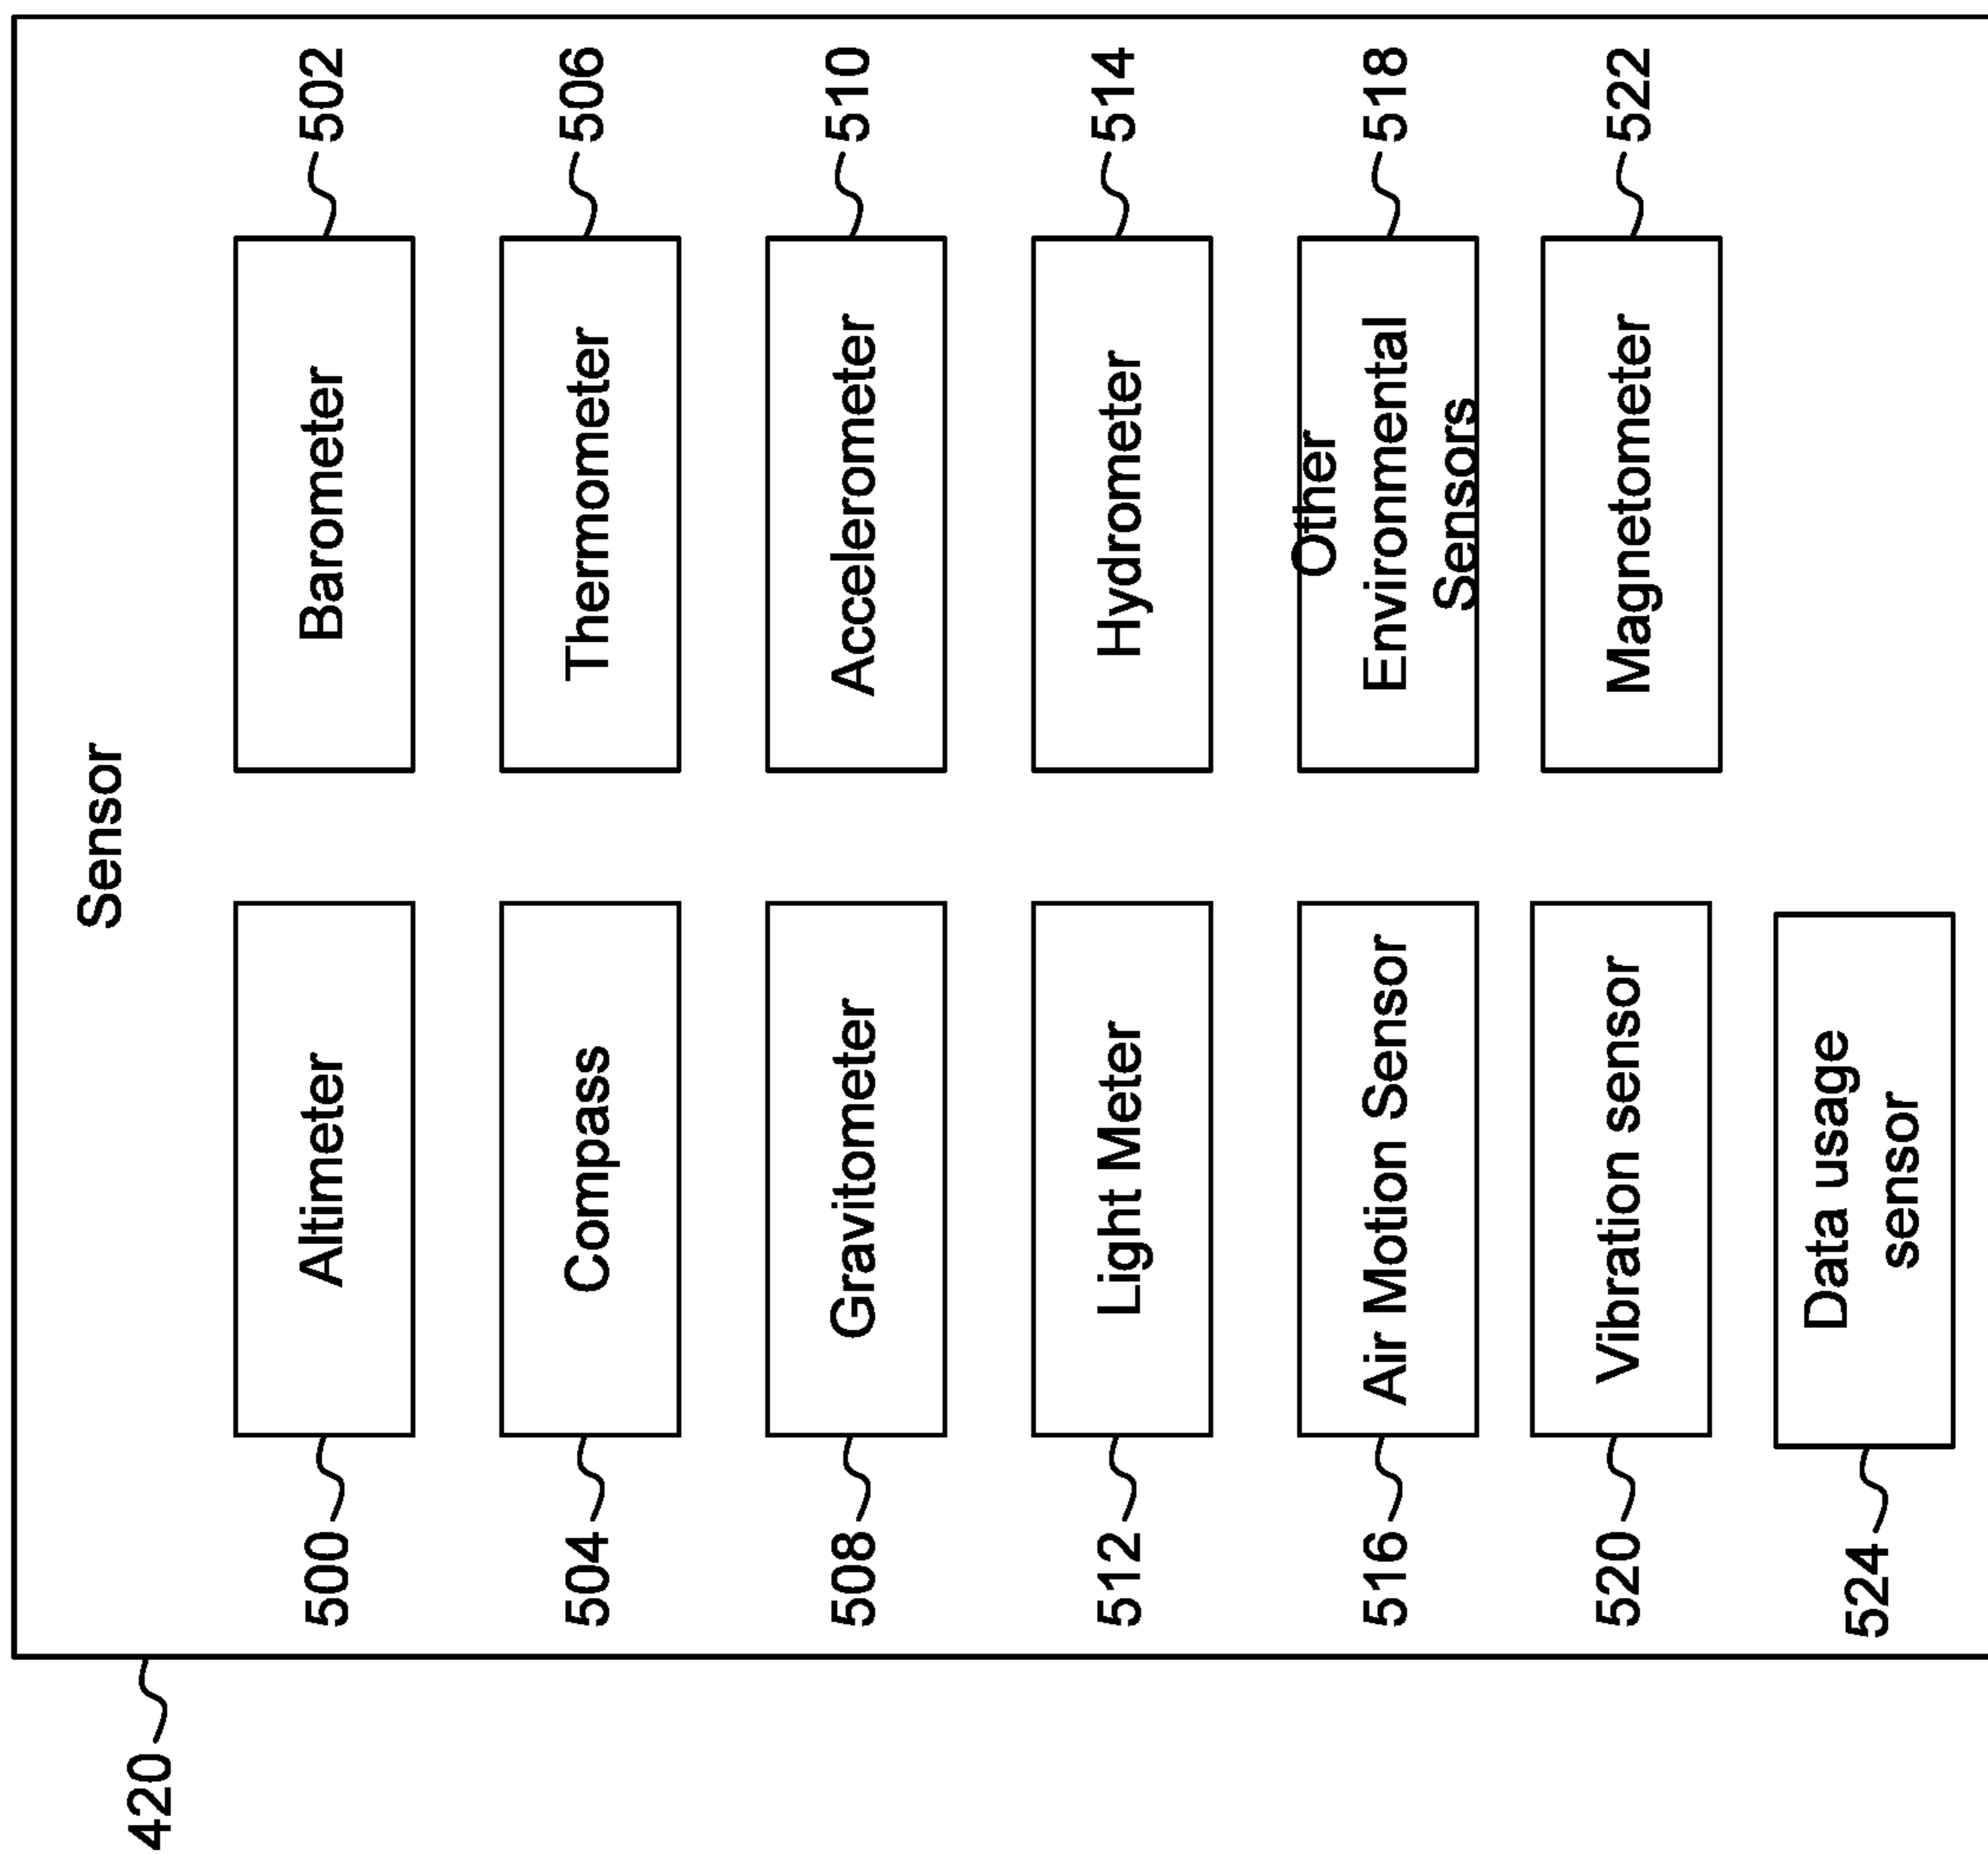 Sensor
420
500
Altimeter
Barometer
502
504
Compass
Thermometer
506
508
Gravitometer
Accelerometer
510
512
Light Meter
Hydrometer
514
516
Air Motion Sensor
Other
Environmental
Sensors
518
520
Vibration sensor
Magnetometer
522
524
Data usage
sensor